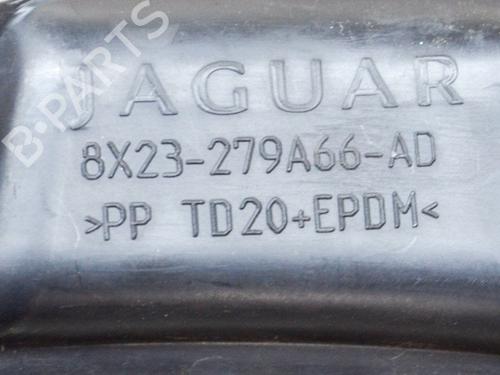 B-PARTS
JAGUAR
8X23-279A66-AD
>PP TD20+EPDM<